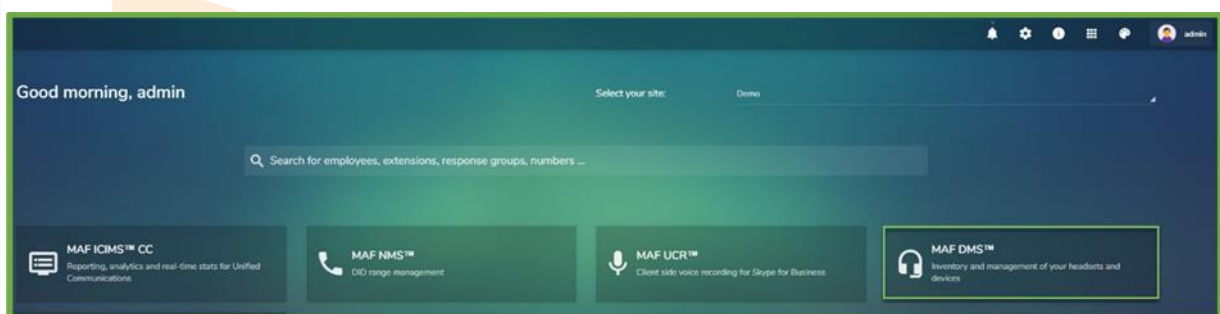 admin
Good morning, admin
Select your site: Demo
Search for employees, extensions, response groups, numbers ...
MAF ICIMS™ CC
Reporting, analytics and real-time stats for Unified
Communications
MAF NMS™
DID range management
MAF UCR™
Client side voice recording for Skype for Business
MAF DMS™
Inventory and management of your headsets and
devices